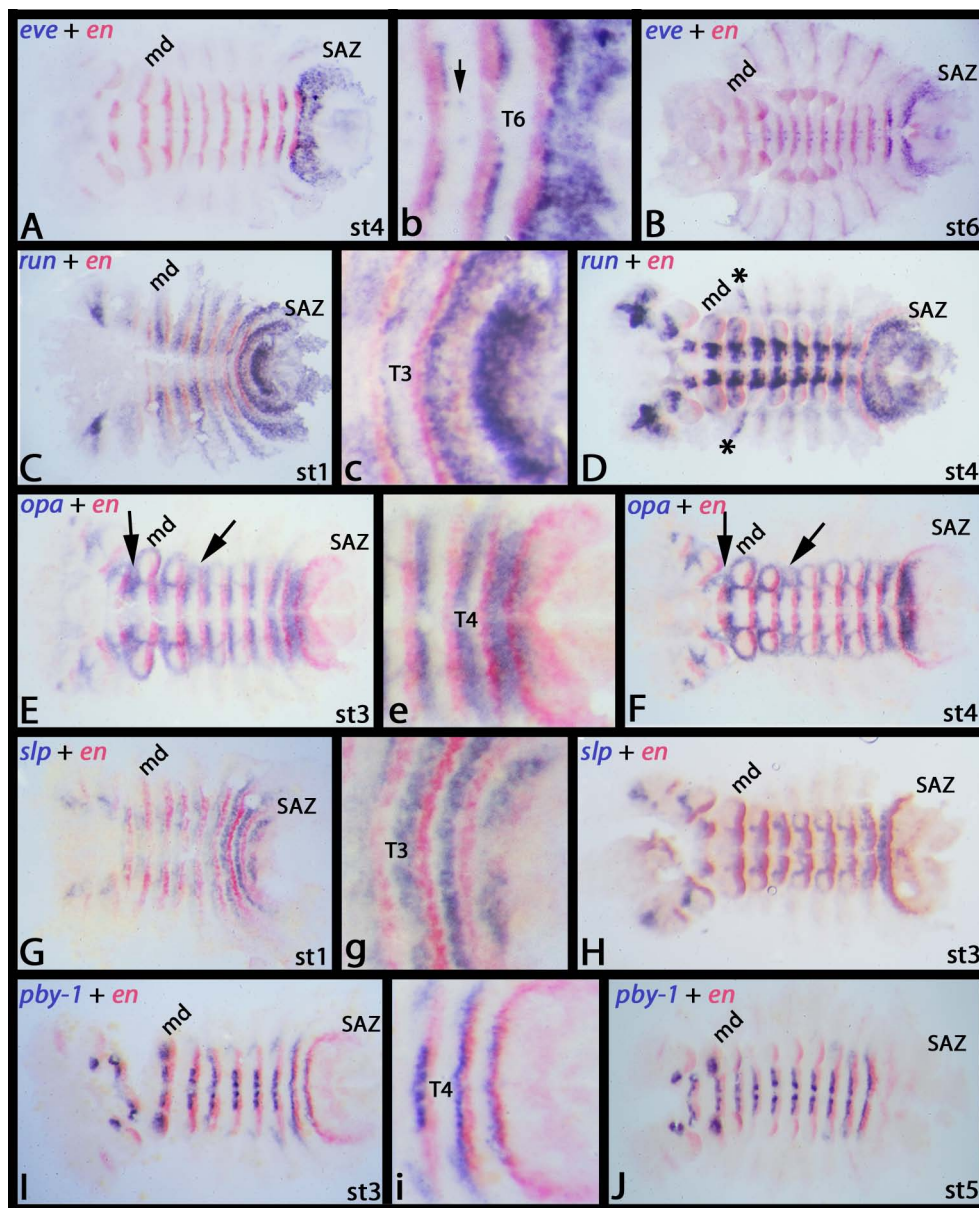 eve + en
md
SAZ
A
st4
T6
b
eve + en
md
SAZ
B
st6
run + en
md
SAZ
C
st1
T3
c
run + en
md *
SAZ
*
D
st4
opa + en
md
SAZ
E
st3
T4
e
opa + en
md
SAZ
F
st4
slp + en
md
SAZ
G
st1
T3
g
slp + en
md
SAZ
H
st3
pby-1 + en
md
SAZ
I
st3
T4
i
pby-1 + en
md
SAZ
J
st5